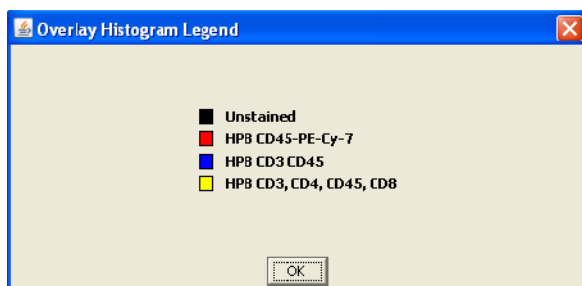 Overlay Histogram Legend
Unstained
HPB CD45-PE-Cy-7
HPB CD3 CD45
HPB CD3, CD4, CD45, CD8
OK